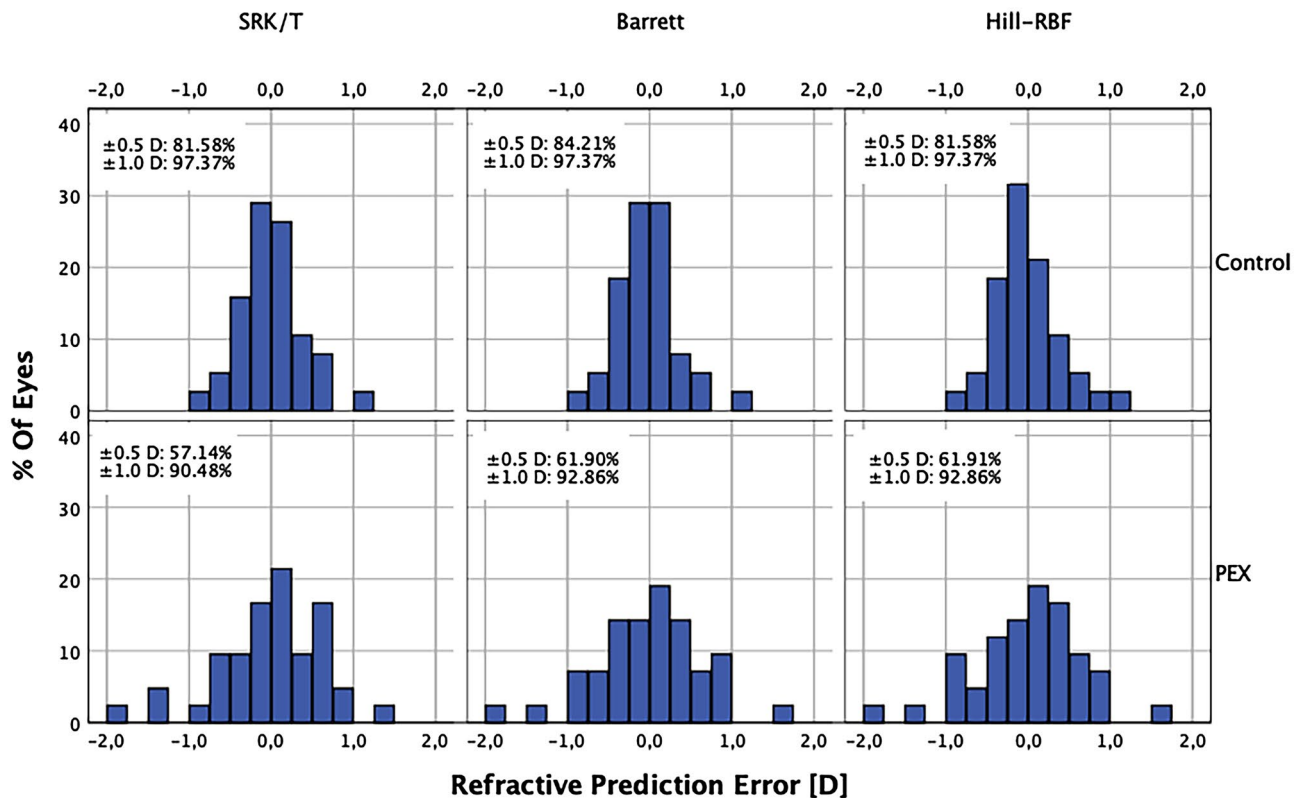 SRK/T Barrett Hill-RBF
-2,0 -1,0 0,0 1,0 2,0 -2,0 -1,0 0,0 1,0 2,0 -2,0 -1,0 0,0 1,0 2,0
40
±0.5 D: 81.58%
±1.0 D: 97.37%
±0.5 D: 84.21%
±1.0 D: 97.37%
±0.5 D: 81.58%
±1.0 D: 97.37%
30
20
10
0
Control
% Of Eyes
40
±0.5 D: 57.14%
±1.0 D: 90.48%
±0.5 D: 61.90%
±1.0 D: 92.86%
±0.5 D: 61.91%
±1.0 D: 92.86%
30
20
10
0
PEX
-2,0 -1,0 0,0 1,0 2,0 -2,0 -1,0 0,0 1,0 2,0 -2,0 -1,0 0,0 1,0 2,0
Refractive Prediction Error [D]